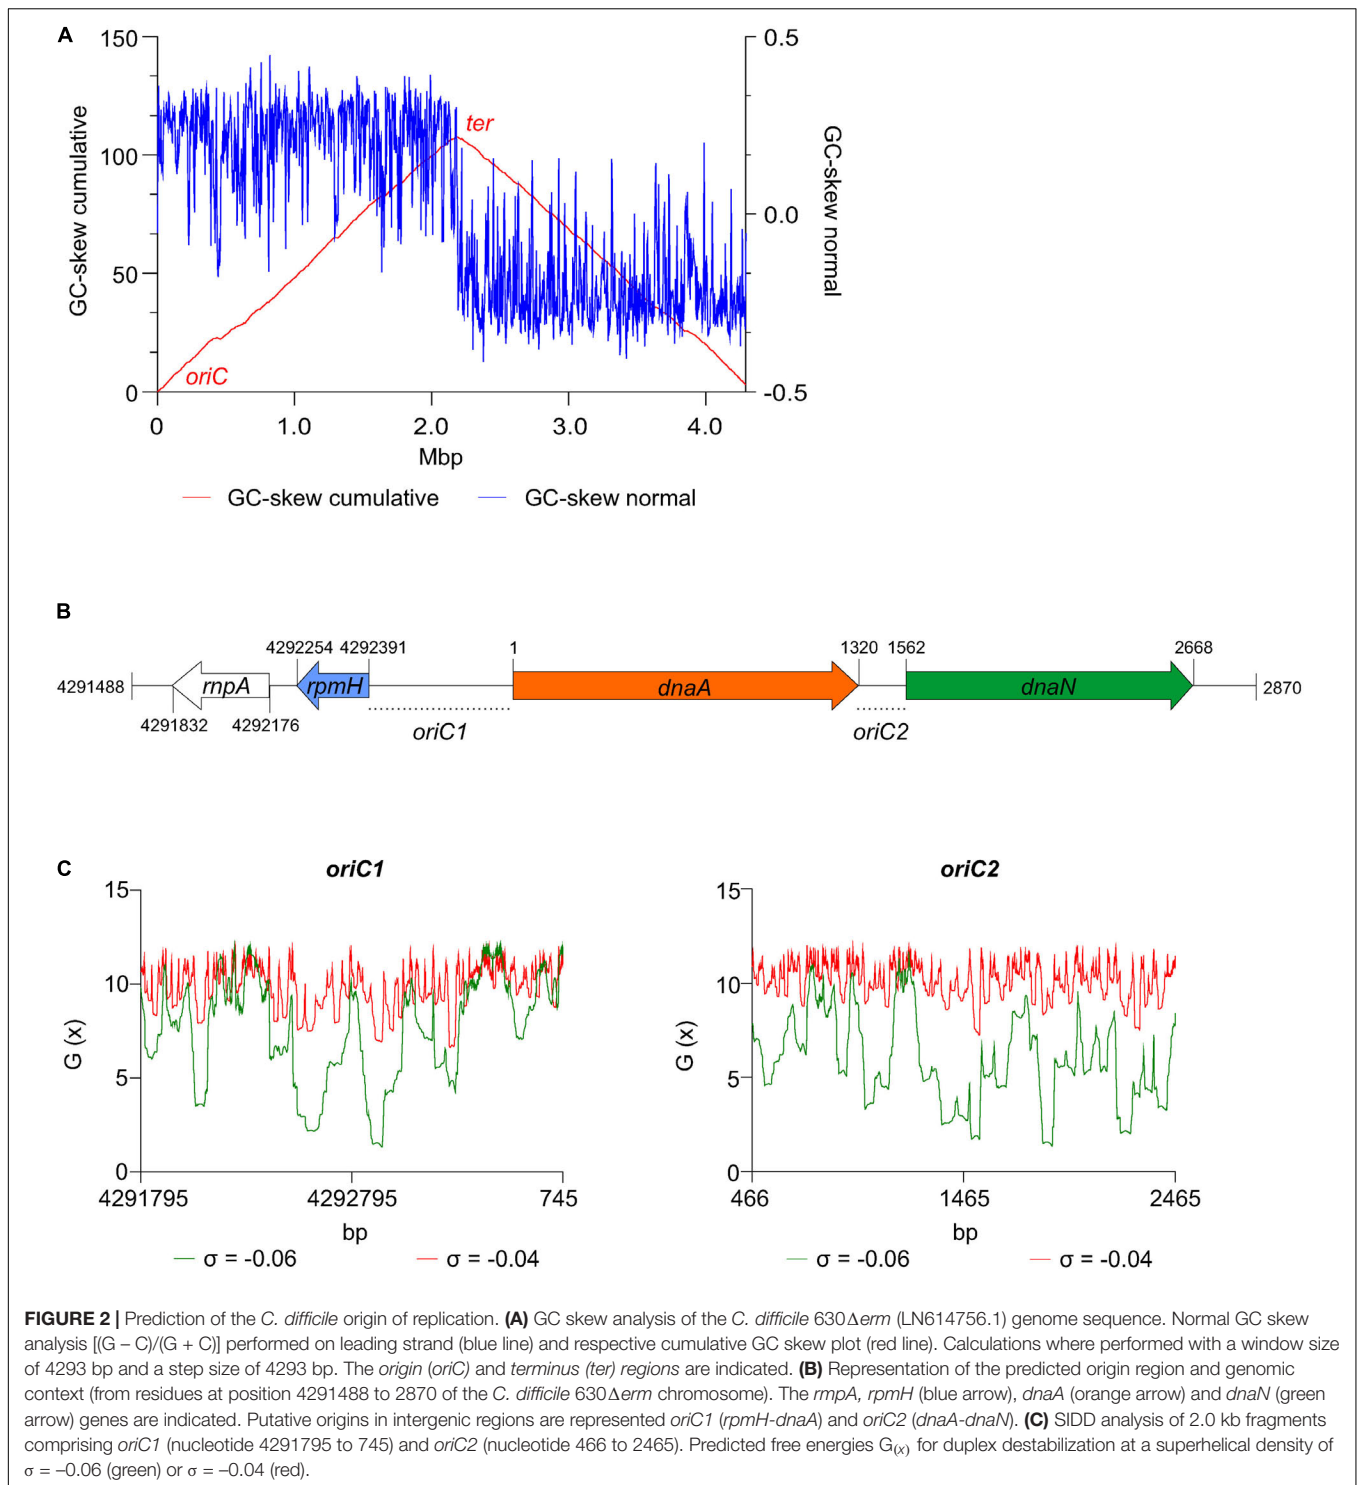 A
150
100
50
0
GC-skew cumulative
0.5
0.0
-0.5
GC-skew normal
ter
oriC
0 1.0 2.0 3.0 4.0
Mbp
GC-skew cumulative GC-skew normal
B
4292254 4292391 1 1320 1562 2668
4291488 rnpA rpmH dnaA dnaN 2870
4291832 4292176 oriC1 oriC2
C
oriC1
15
10
5
0
G (x)
4291795 4292795 745
bp
σ = -0.06 σ = -0.04
oriC2
15
10
5
0
G (x)
466 1465 2465
bp
σ = -0.06 σ = -0.04
FIGURE 2 | Prediction of the C. difficile origin of replication. (A) GC skew analysis of the C. difficile 630Δerm (LN614756.1) genome sequence. Normal GC skew
analysis [(G – C)/(G + C)] performed on leading strand (blue line) and respective cumulative GC skew plot (red line). Calculations where performed with a window size
of 4293 bp and a step size of 4293 bp. The origin (oriC) and terminus (ter) regions are indicated. (B) Representation of the predicted origin region and genomic
context (from residues at position 4291488 to 2870 of the C. difficile 630Δerm chromosome). The rmpA, rpmH (blue arrow), dnaA (orange arrow) and dnaN (green
arrow) genes are indicated. Putative origins in intergenic regions are represented oriC1 (rpmH-dnaA) and oriC2 (dnaA-dnaN). (C) SIDD analysis of 2.0 kb fragments
comprising oriC1 (nucleotide 4291795 to 745) and oriC2 (nucleotide 466 to 2465). Predicted free energies G(x) for duplex destabilization at a superhelical density of
σ = –0.06 (green) or σ = –0.04 (red).